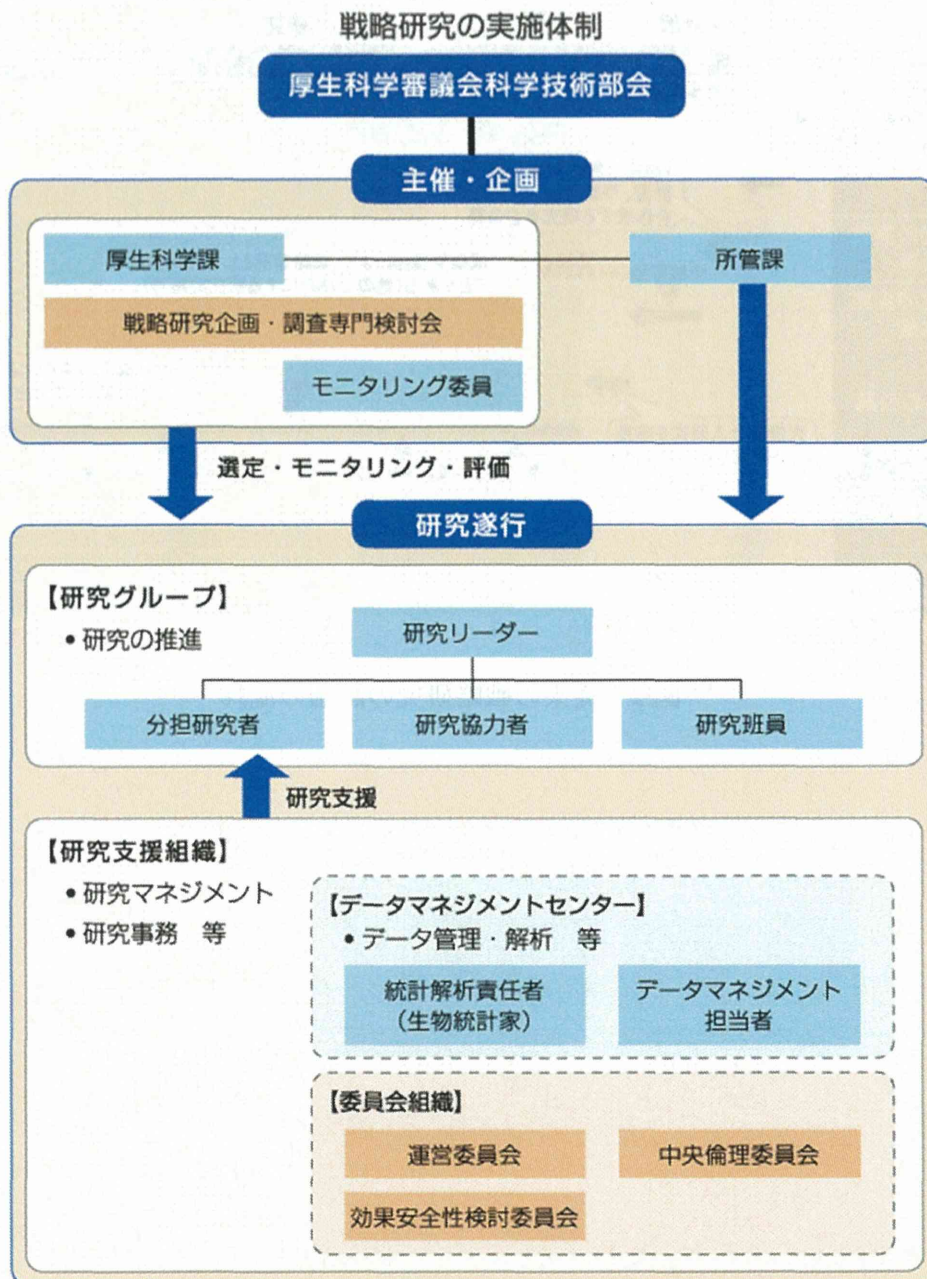 戦略研究の実施体制
厚生科学審議会科学技術部会
主催・企画
厚生科学課
所管課
戦略研究企画・調査専門検討会
モニタリング委員
選定・モニタリング・評価
研究遂行
【研究グループ】
• 研究の推進
研究リーダー
分担研究者
研究協力者
研究班員
研究支援
【研究支援組織】
• 研究マネジメント
• 研究事務　等
【データマネジメントセンター】
• データ管理・解析　等
統計解析責任者
（生物統計家）
データマネジメント
担当者
【委員会組織】
運営委員会
中央倫理委員会
効果安全性検討委員会